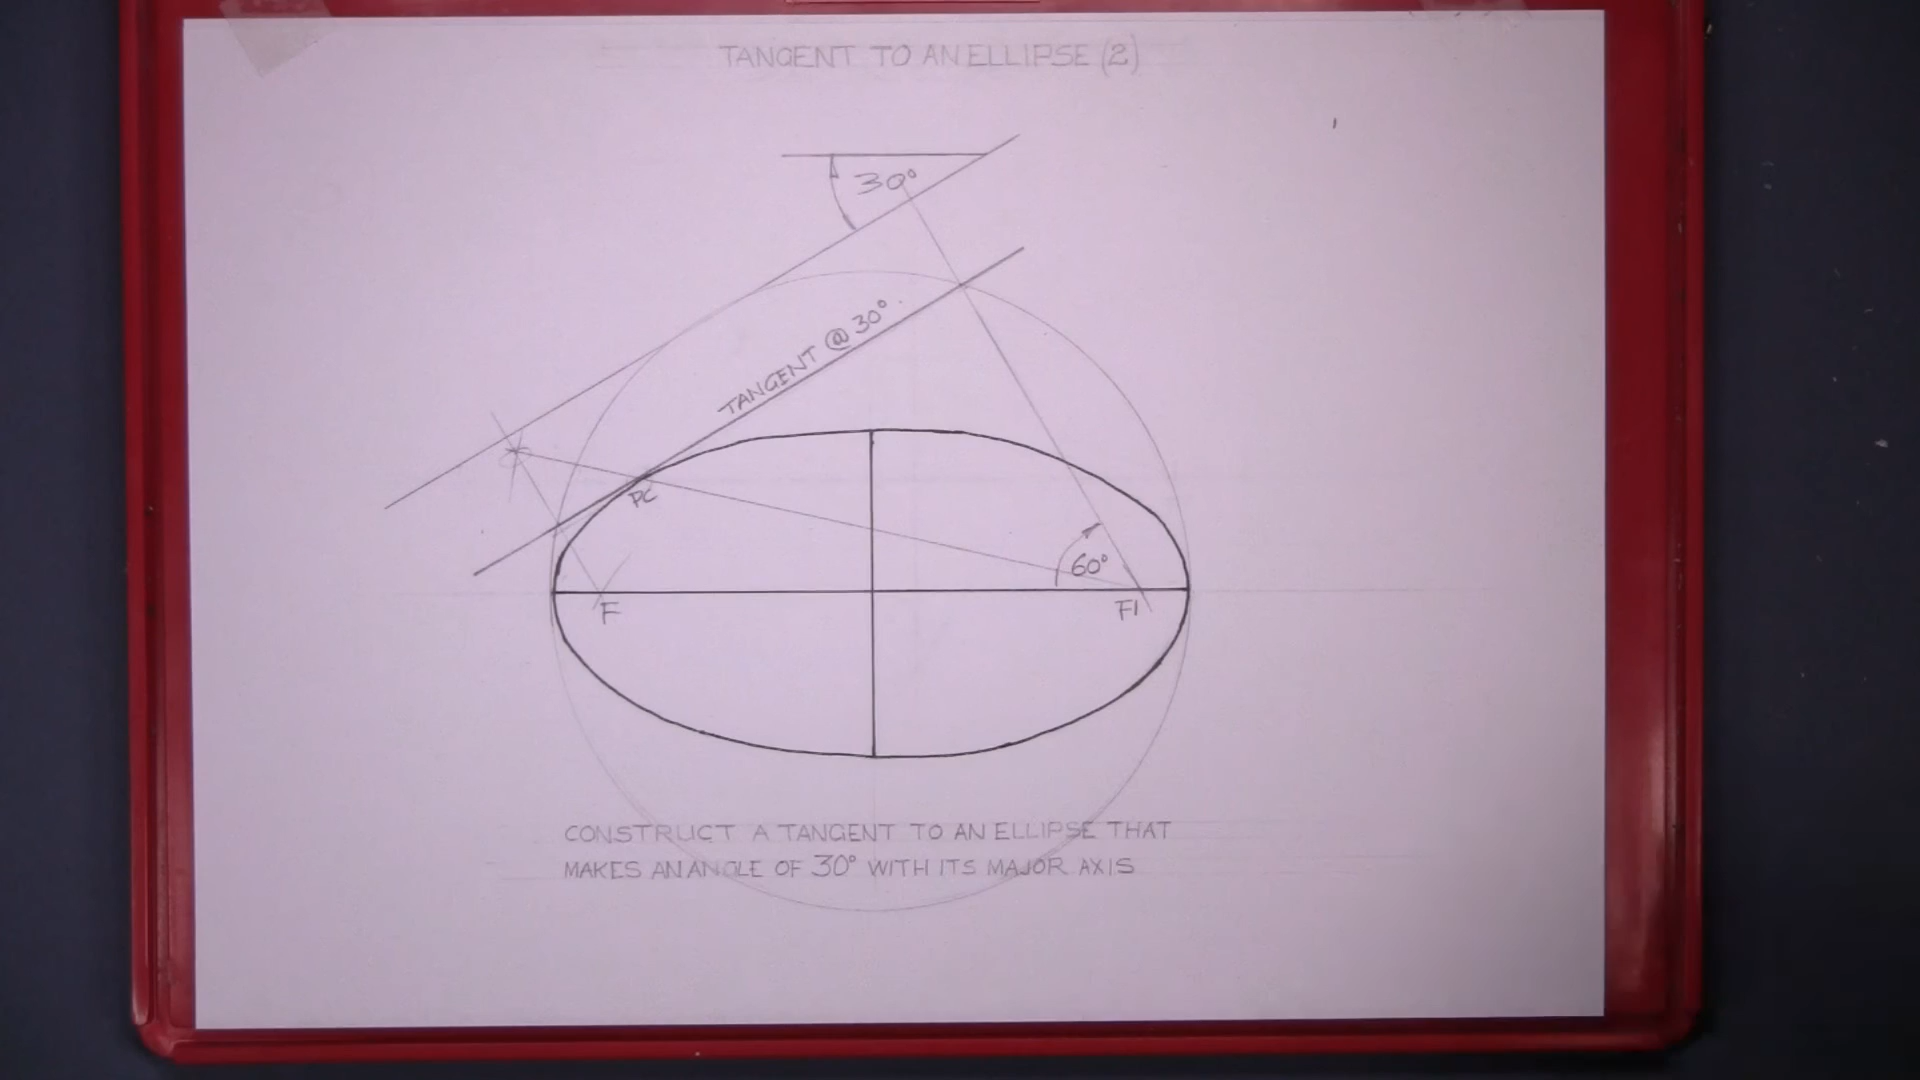 TANGENT TO AN ELLIPSE (2)
30°
TANGENT @ 30°
PC
60°
F
F1
CONSTRUCT A TANGENT TO AN ELLIPSE THAT
MAKES AN ANGLE OF 30° WITH ITS MAJOR AXIS